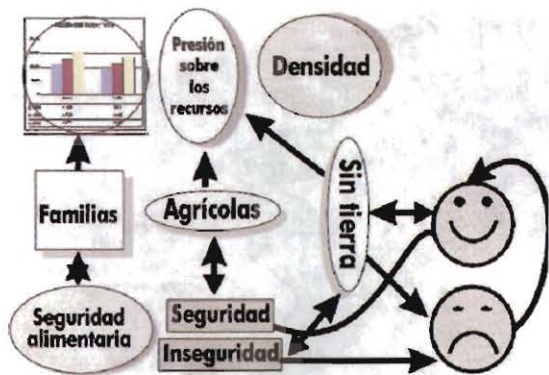 Presión
sobre
los
recursos
Densidad
Familias
Agrícolas
Sin tierra
Seguridad
alimentaria
Seguridad
Inseguridad